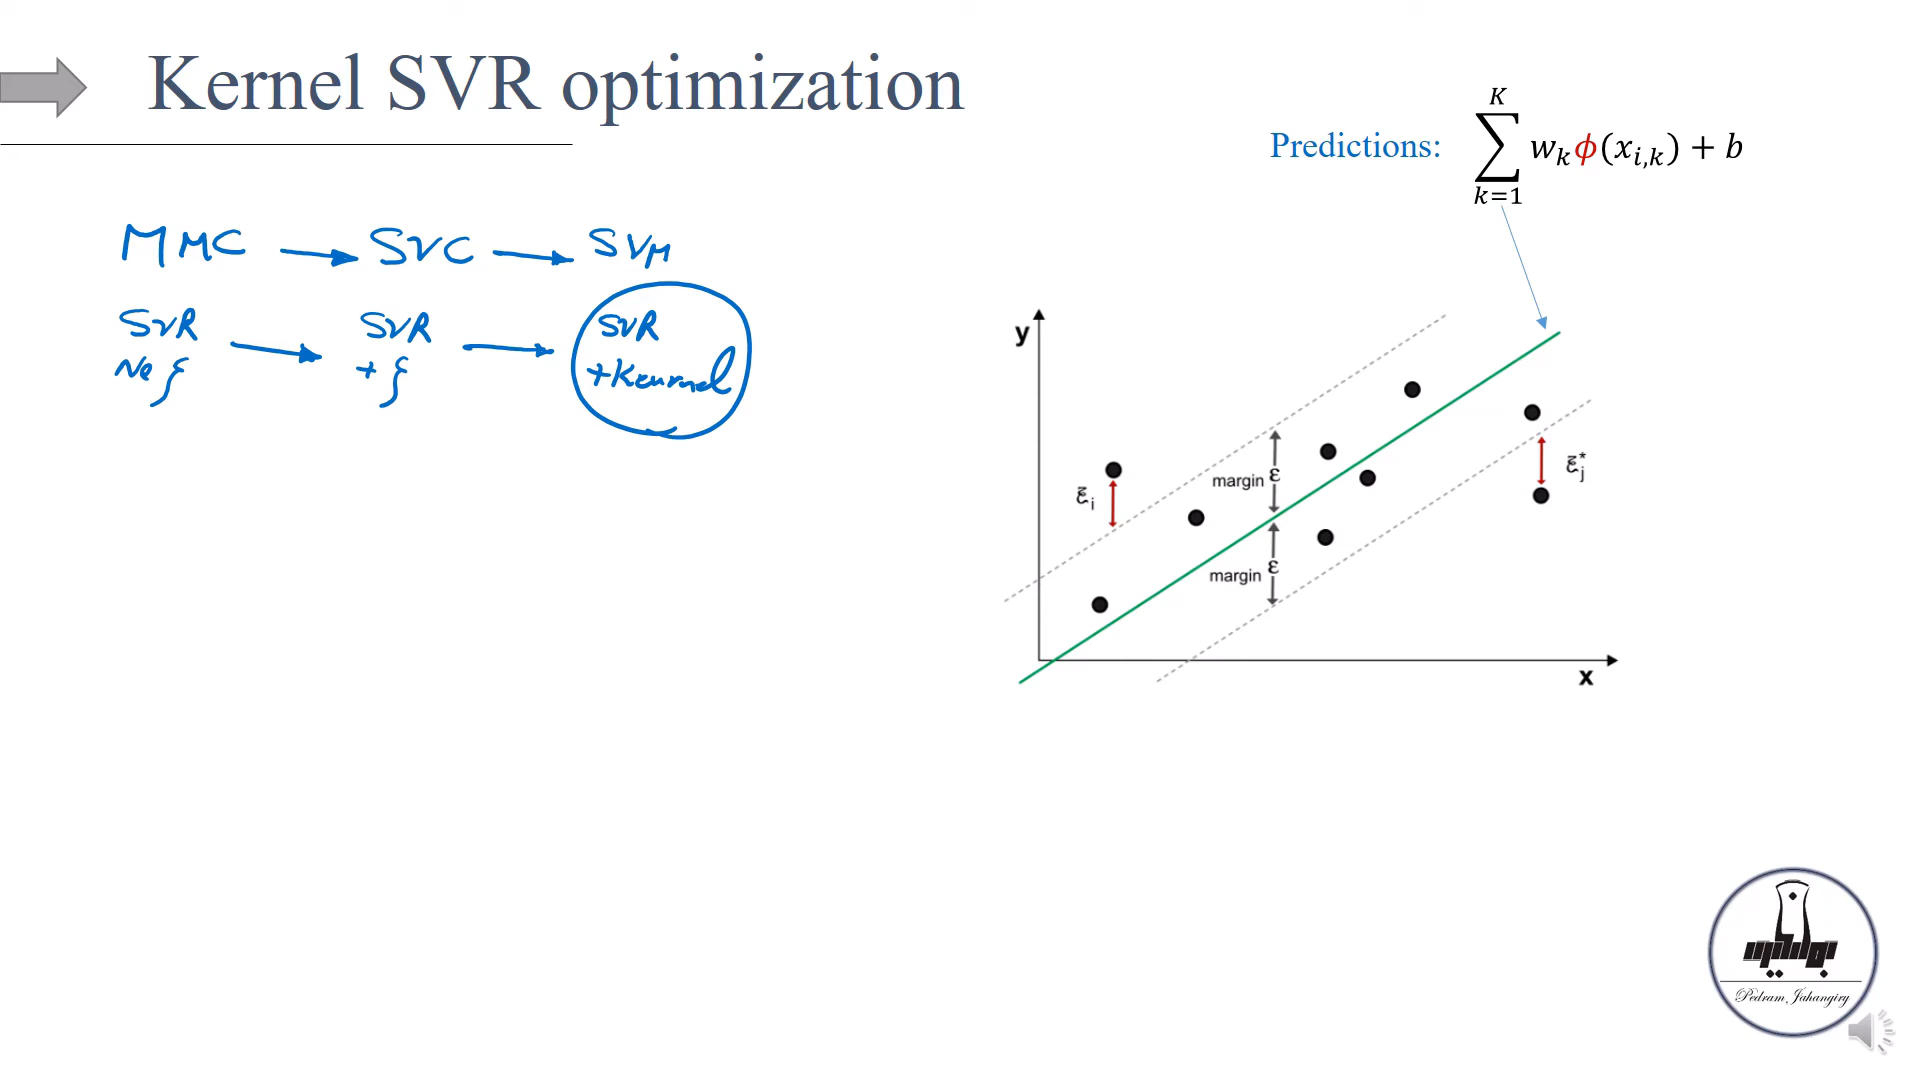 Kernel SVR optimization
Predictions: $\sum_{k=1}^{K} w_k \phi(x_{i,k}) + b$
MMC → SVC → SVM
SVR → SVR → SVR
No ξ + ξ +Kernel
y
margin ε
margin ε
ξi
ξj*
x
Pedram Jahangiry